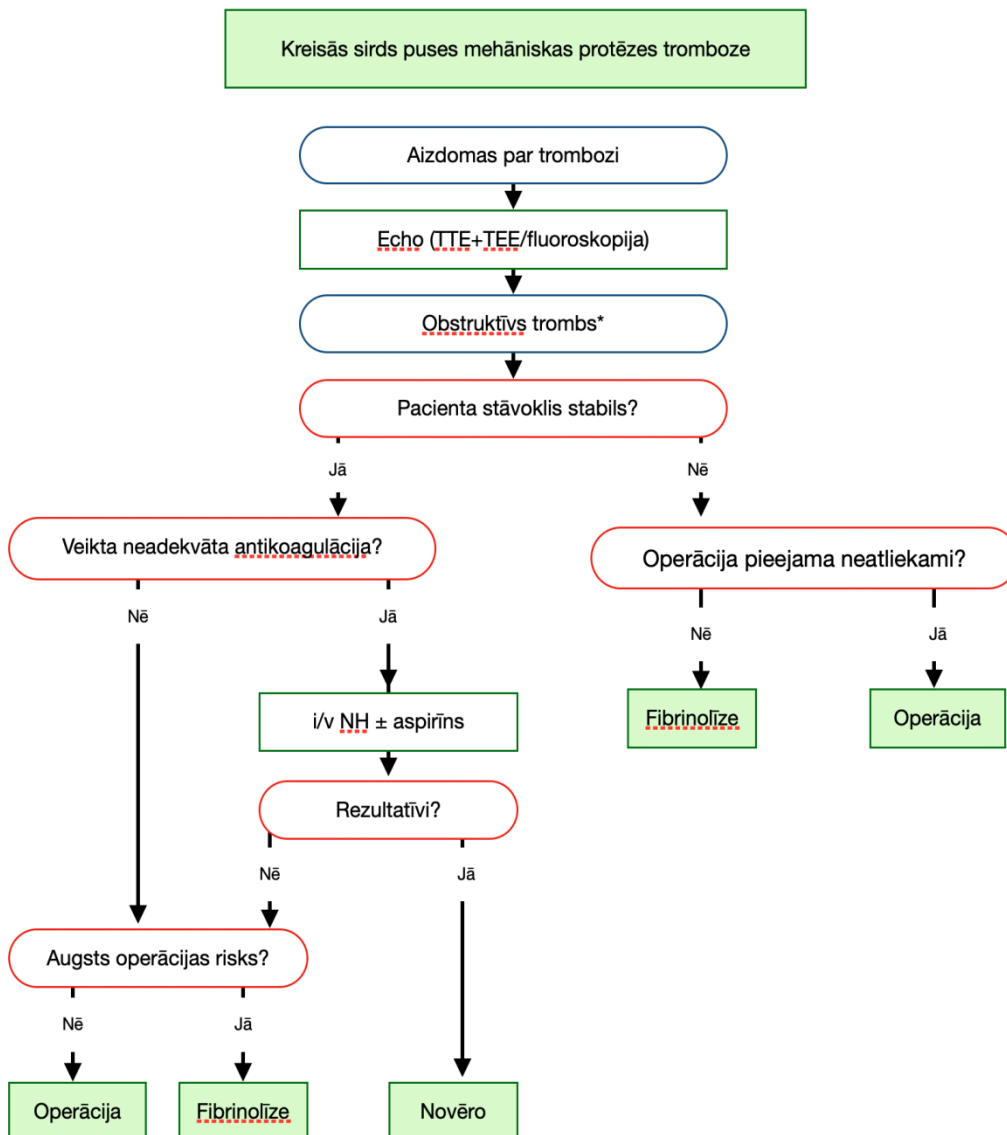 Kreisās sirds puses mehāniskas protēzes tromboze
Aizdomas par trombozi
Echo (TTE+TEE/fluoroskopija)
Obstruktīvs trombs*
Pacienta stāvoklis stabils?
Jā
Nē
Veikta neadekvāta antikoagulācija?
Operācija pieejama neatliekami?
Nē
Jā
Nē
Jā
i/v NH ± aspirīns
Fibrinolīze
Operācija
Rezultatīvi?
Nē
Jā
Augsts operācijas risks?
Nē
Jā
Operācija
Fibrinolīze
Novēro